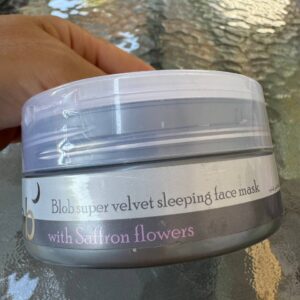 b
Blob super velvet sleeping face mask
with Saffron flowers